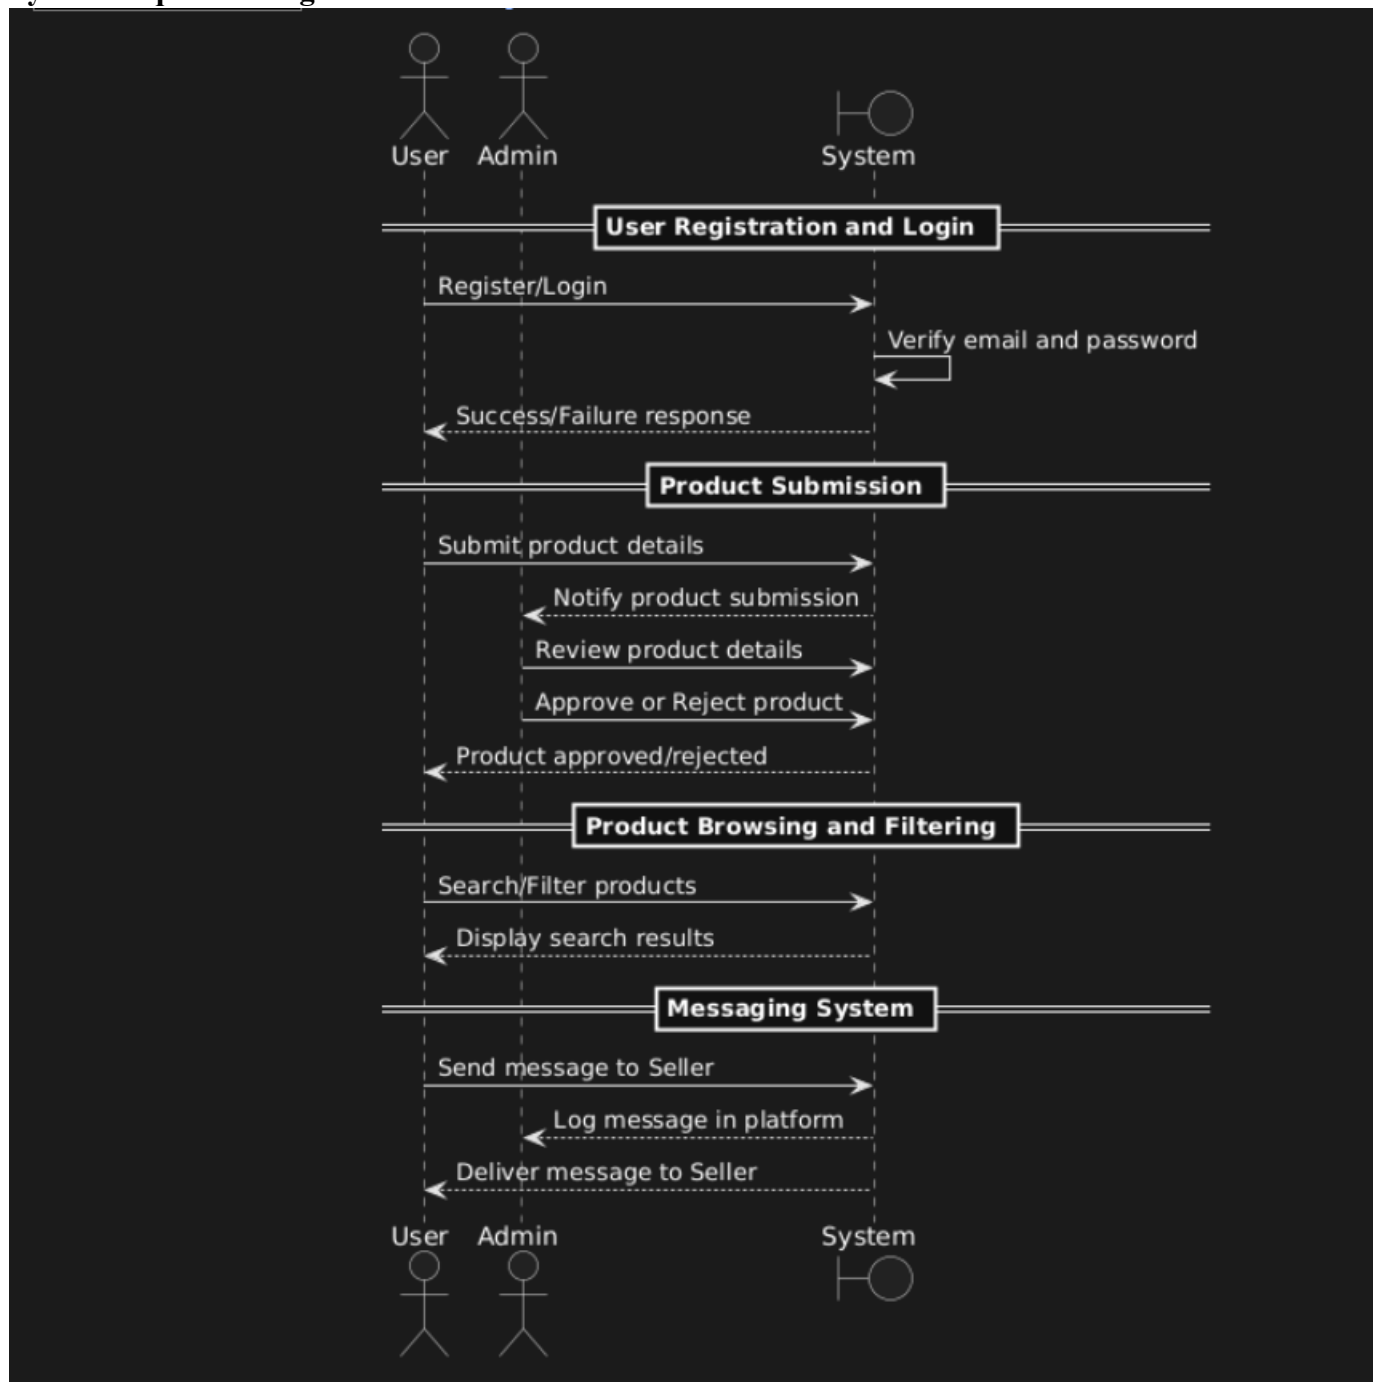 User Admin System
User Registration and Login
Register/Login
Verify email and password
Success/Failure response
Product Submission
Submit product details
Notify product submission
Review product details
Approve or Reject product
Product approved/rejected
Product Browsing and Filtering
Search/Filter products
Display search results
Messaging System
Send message to Seller
Log message in platform
Deliver message to Seller
User Admin System